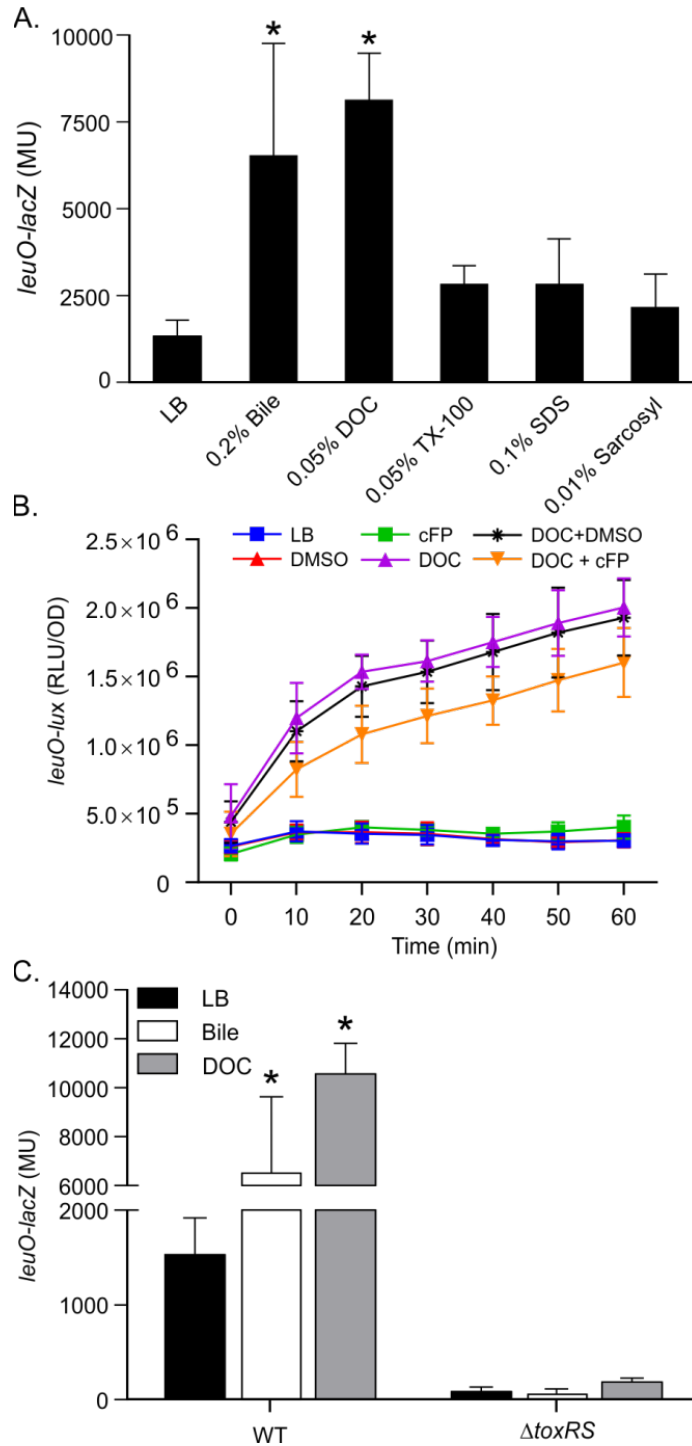 A.
leuO-lacZ (MU)
10000
7500
5000
2500
0
*
*
LB
0.2% Bile
0.05% DOC
0.05% TX-100
0.1% SDS
0.01% Sarcosyl
B.
LB
cFP
DOC+DMSO
DMSO
DOC
DOC + cFP
leuO-lux (RLU/OD)
2.5×10⁶
2.0×10⁶
1.5×10⁶
1.0×10⁶
5.0×10⁵
0
0 10 20 30 40 50 60
Time (min)
C.
LB
Bile
DOC
leuO-lacZ (MU)
14000
12000
10000
8000
6000
2000
1000
0
*
*
WT
ΔtoxRS